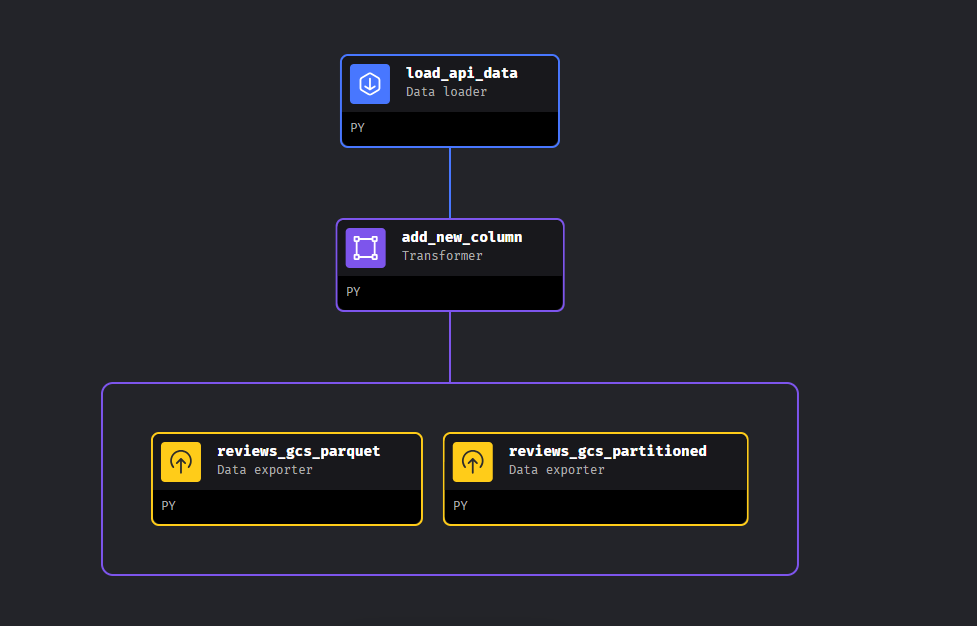 load_api_data
Data loader
PY
add_new_column
Transformer
PY
reviews_gcs_parquet
Data exporter
PY
reviews_gcs_partitioned
Data exporter
PY